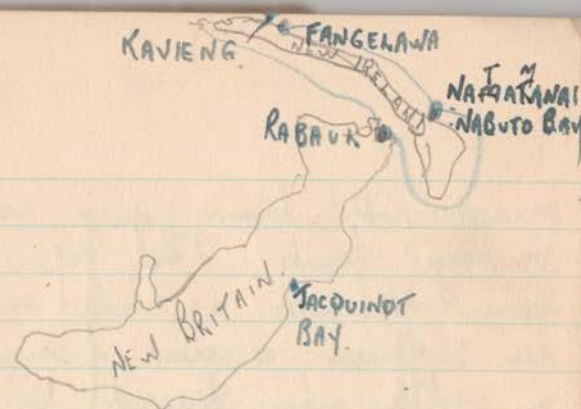 KAVIENG.
FANGELAWA
NEW IRELAND
NABUTO BAY
RABAUL
NEW BRITAIN.
JACQUINOT
BAY.